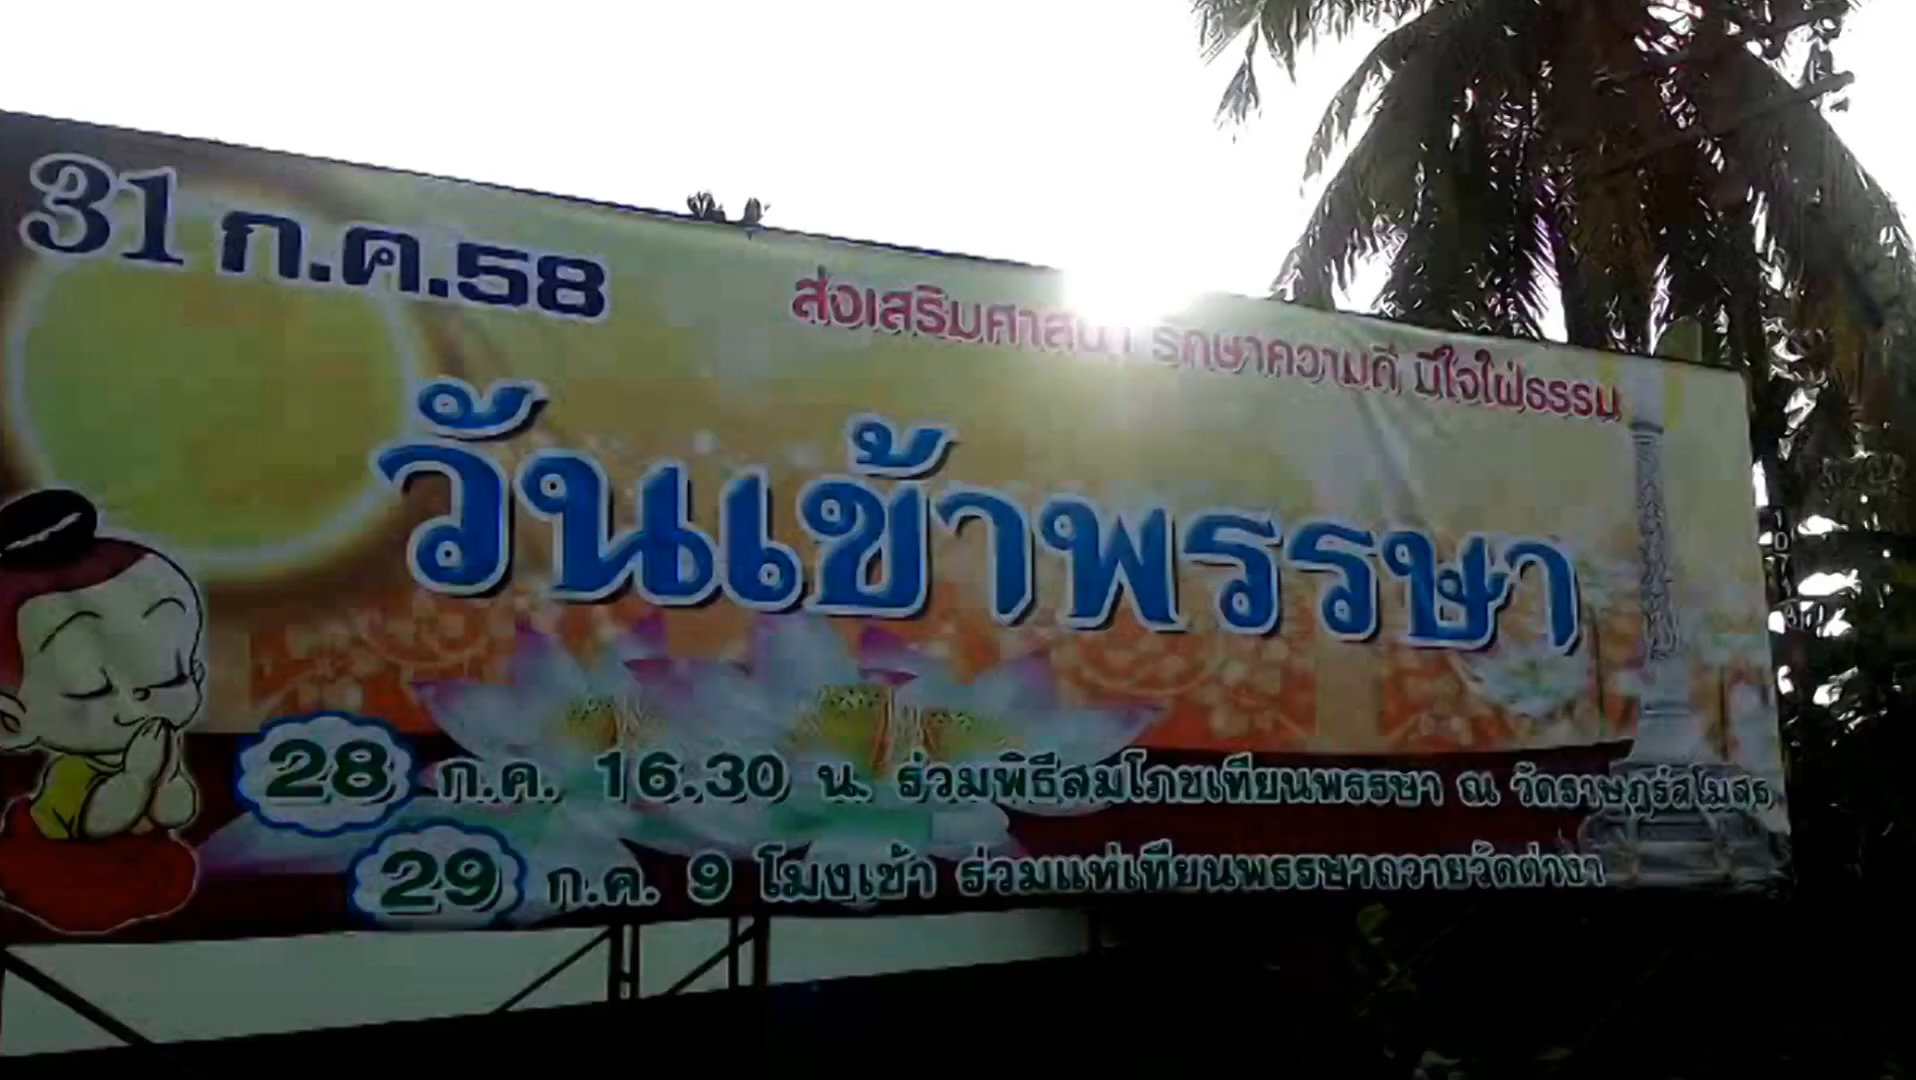 31 ก.ค.58
ส่งเสริมศาสนา รักษาความดี มีใจใฝ่ธรรม
วันเข้าพรรษา
28 ก.ค. 16.30 น. ร่วมพิธีสมโภชเทียนพรรษา ณ วัดราษฎร์สโมสร
29 ก.ค. 9 โมงเช้า ร่วมแห่เทียนพรรษาถวายวัดต่างๆ